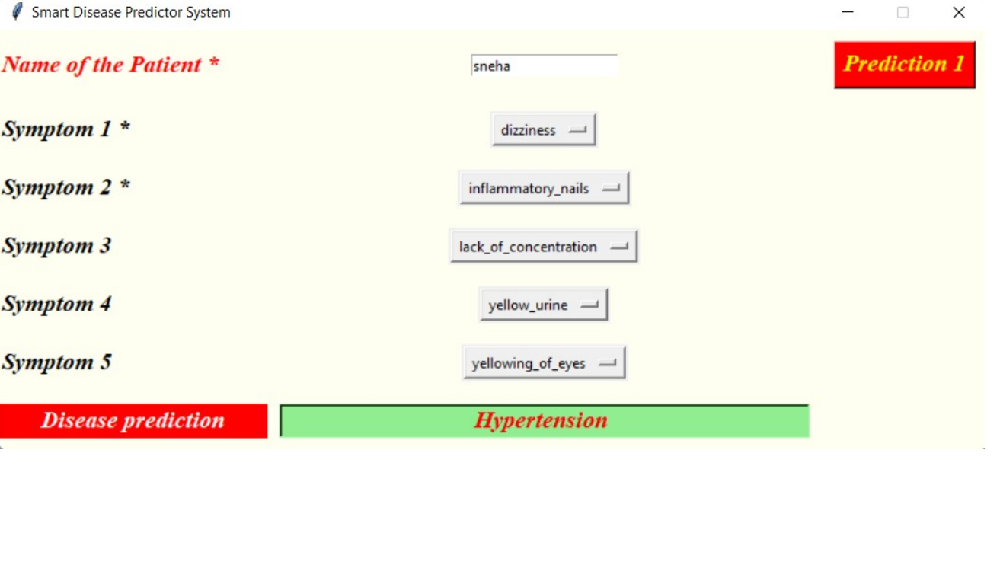 Smart Disease Predictor System
Name of the Patient * sneha Prediction 1
Symptom 1 * dizziness
Symptom 2 * inflammatory_nails
Symptom 3 lack_of_concentration
Symptom 4 yellow_urine
Symptom 5 yellowing_of_eyes
Disease prediction Hypertension